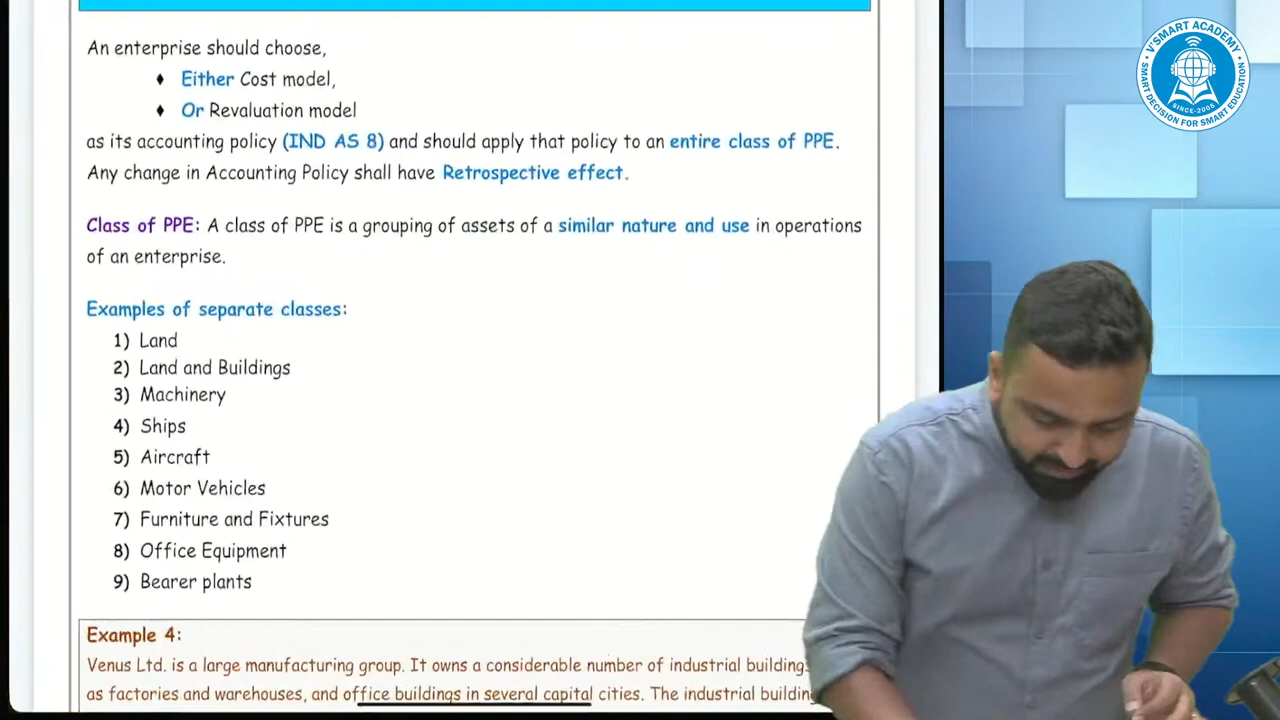 An enterprise should choose,
♦ Either Cost model,
♦ Or Revaluation model
as its accounting policy (IND AS 8) and should apply that policy to an entire class of PPE.
Any change in Accounting Policy shall have Retrospective effect.
Class of PPE: A class of PPE is a grouping of assets of a similar nature and use in operations
of an enterprise.
Examples of separate classes:
1) Land
2) Land and Buildings
3) Machinery
4) Ships
5) Aircraft
6) Motor Vehicles
7) Furniture and Fixtures
8) Office Equipment
9) Bearer plants
Example 4:
Venus Ltd. is a large manufacturing group. It owns a considerable number of industrial
as factories and warehouses, and office buildings in several capital cities. The industrial
V'SMART ACADEMY
SMART DECISION FOR SMART EDUCATION
SINCE-2005